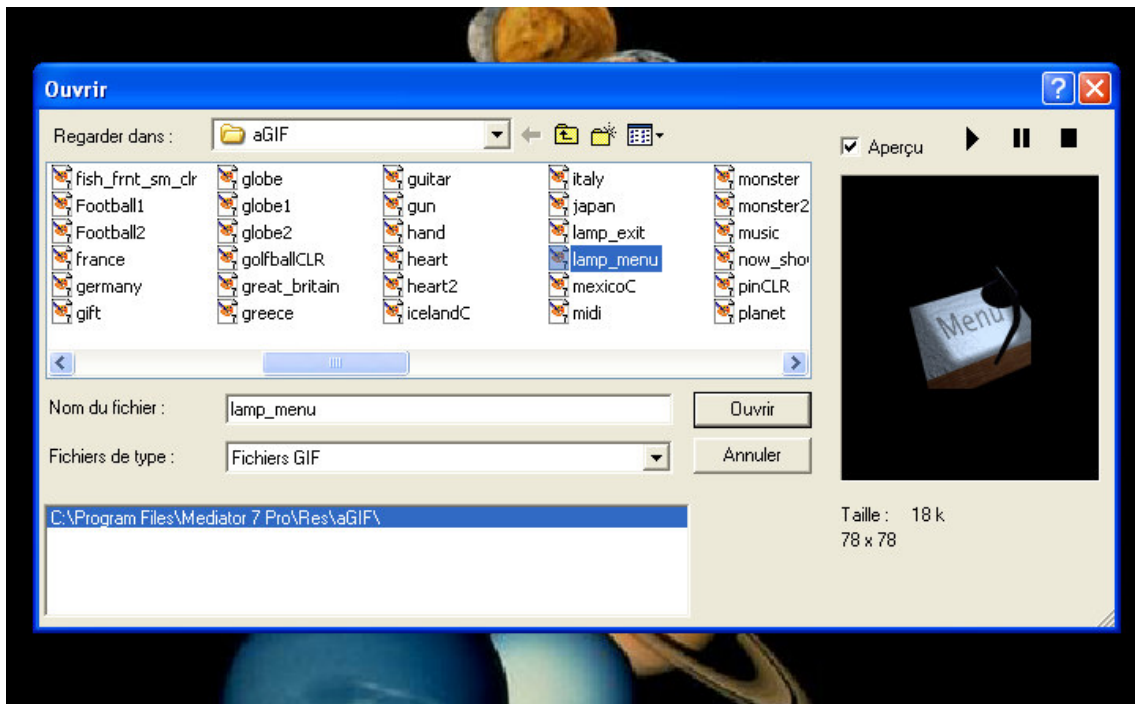 Ouvrir
Regarder dans : aGIF
Aperçu
fish_frnt_sm_clr globe guitar italy monster
Football1 globe1 gun japan monster2
Football2 globe2 hand lamp_exit music
france golfballCLR heart lamp_menu now_sho
germany great_britain heart2 mexicoC pinCLR
gift greece icelandC midi planet
Menu
Nom du fichier : lamp_menu Ouvrir
Fichiers de type : Fichiers GIF Annuler
C:\Program Files\Mediator 7 Pro\Res\aGIF\
Taille : 18 k
78 x 78